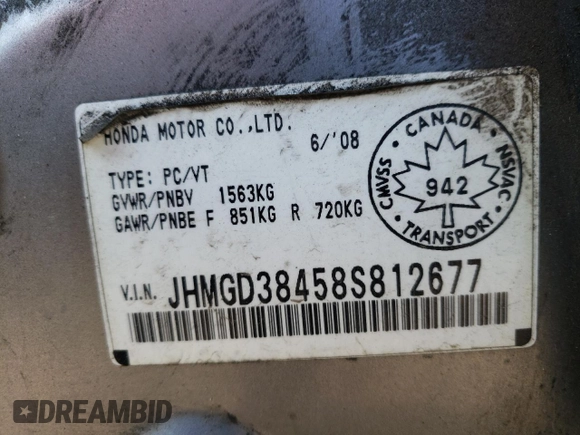 HONDA MOTOR CO.,LTD.
6/'08
TYPE: PC/VT
GVWR/PNBV 1563KG
GAWR/PNBE F 851KG R 720KG
CANADA
CMVSS
NSVAC
942
TRANSPORT
V.I.N. JHMGD38458S812677
DREAMBID